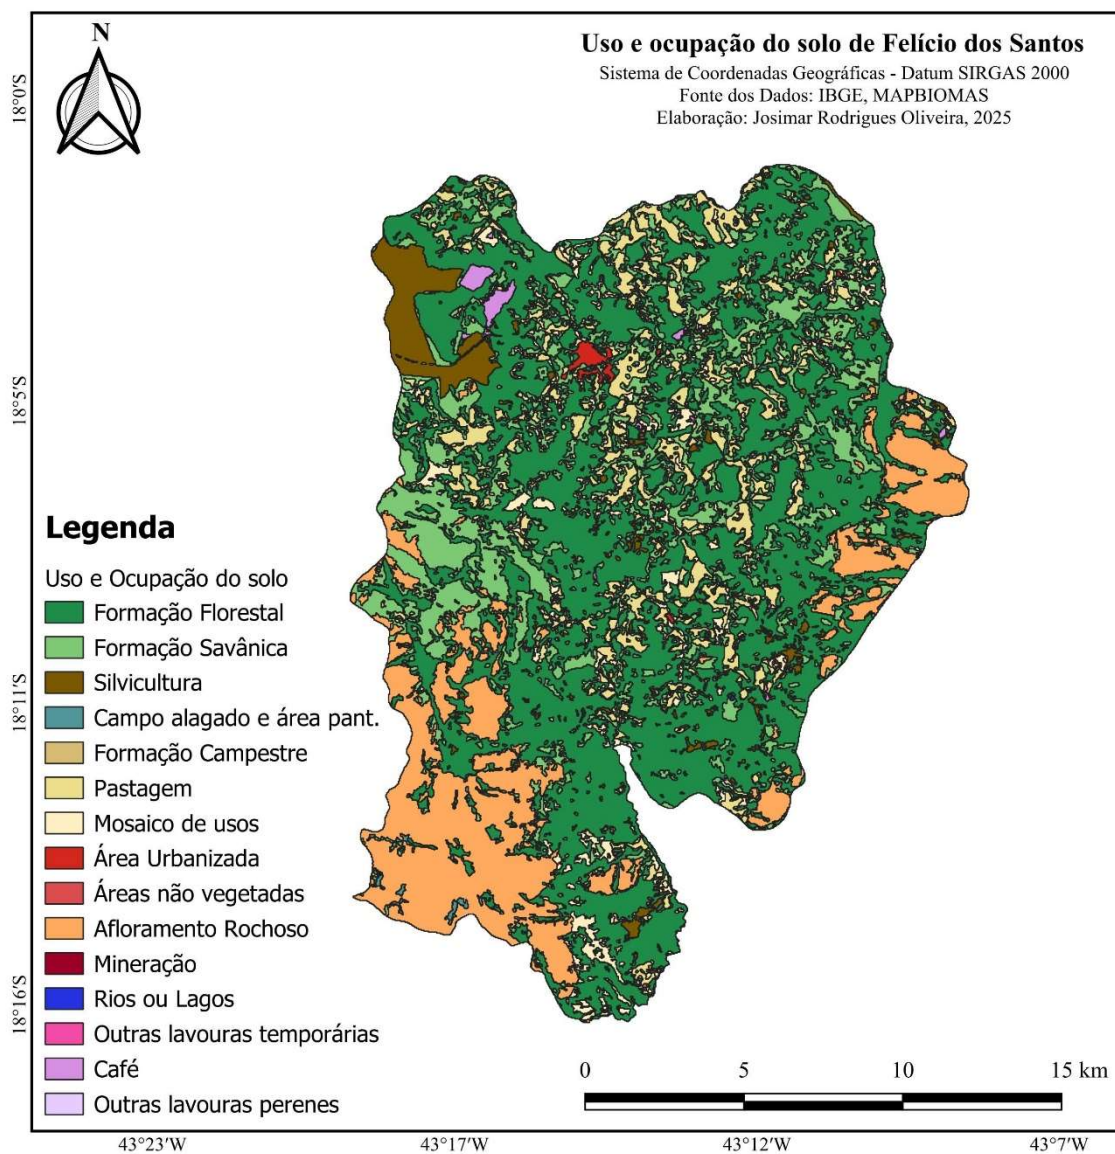 N
Uso e ocupação do solo de Felício dos Santos
Sistema de Coordenadas Geográficas - Datum SIRGAS 2000
Fonte dos Dados: IBGE, MAPBIOMAS
Elaboração: Josimar Rodrigues Oliveira, 2025
18°0'S
18°5'S
18°11'S
18°16'S
Legenda
Uso e Ocupação do solo
Formação Florestal
Formação Savânica
Silvicultura
Campo alagado e área pant.
Formação Campestre
Pastagem
Mosaico de usos
Área Urbanizada
Áreas não vegetadas
Afloramento Rochoso
Mineração
Rios ou Lagos
Outras lavouras temporárias
Café
Outras lavouras perenes
0 5 10 15 km
43°23'W 43°17'W 43°12'W 43°7'W